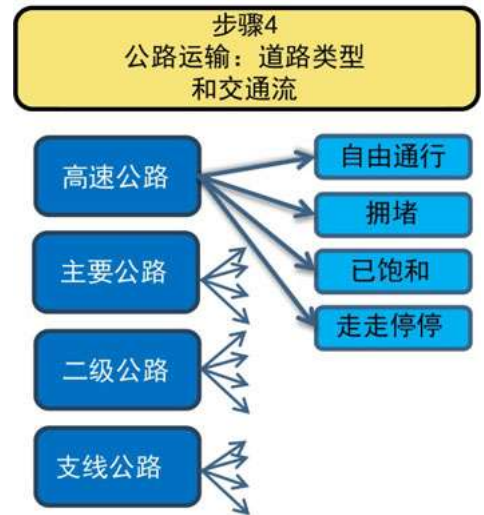 步骤4
公路运输：道路类型
和交通流
高速公路
自由通行
拥堵
主要公路
已饱和
走走停停
二级公路
支线公路